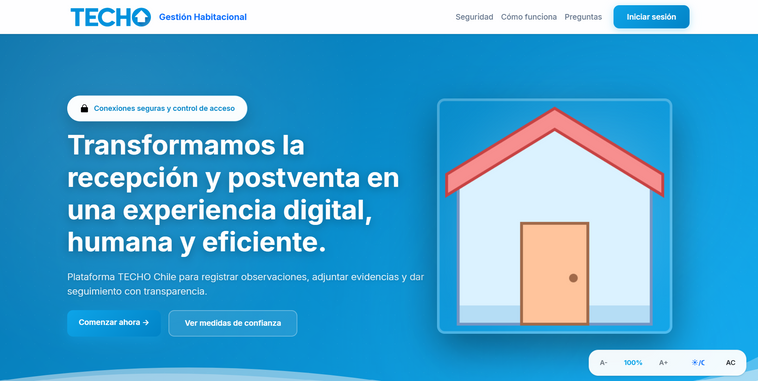 TECHO Gestión Habitacional
Seguridad Cómo funciona Preguntas Iniciar sesión
Conexiones seguras y control de acceso
Transformamos la
recepción y postventa en
una experiencia digital,
humana y eficiente.
Plataforma TECHO Chile para registrar observaciones, adjuntar evidencias y dar
seguimiento con transparencia.
Comenzar ahora → Ver medidas de confianza
A- 100% A+ ☀/☾ AC